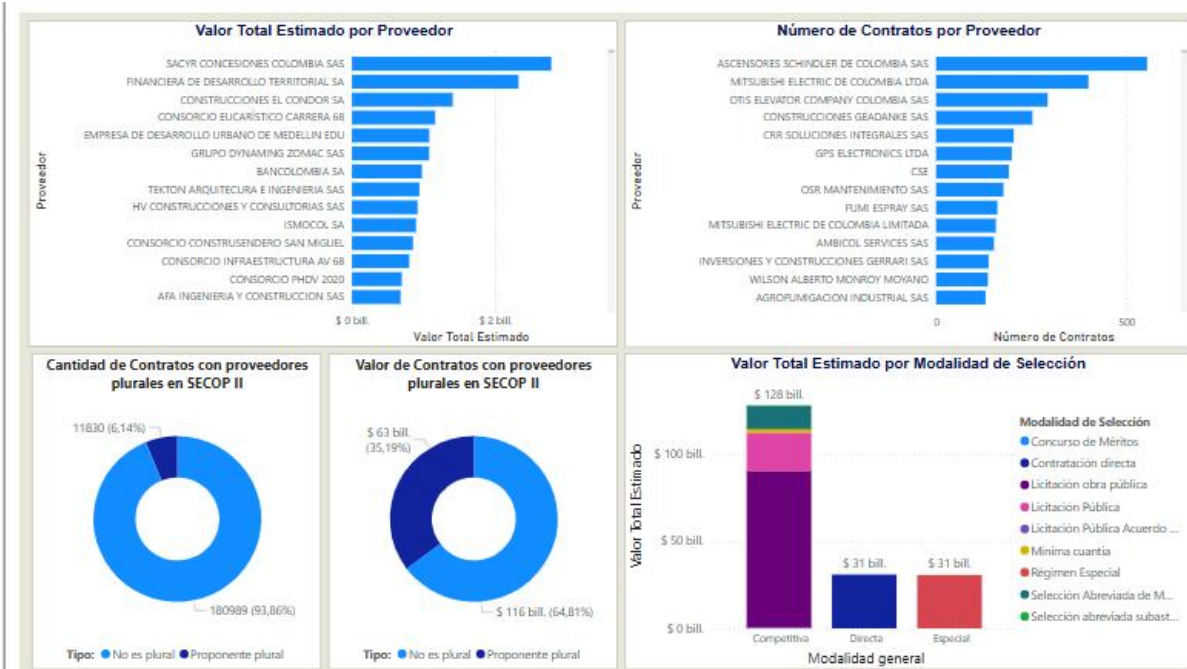 Valor Total Estimado por Proveedor
Proveedor
SACYR CONCESIONES COLOMBIA SAS
FINANCIERA DE DESARROLLO TERRITORIAL SA
CONSTRUCCIONES EL CONDOR SA
CONSORCIO EUCARÍSTICO CARRERA 68
EMPRESA DE DESARROLLO URBANO DE MEDELLIN EDU
GRUPO DYNAMING ZOMAC SAS
BANCOLOMBIA SA
TEKTON ARQUITECURA E INGENIERIA SAS
HV CONSTRUCCIONES Y CONSULTORIAS SAS
ISMOCOL SA
CONSORCIO CONSTRUSENDERO SAN MIGUEL
CONSORCIO INFRAESTRUCTURA AV 68
CONSORCIO PHDV 2020
AFA INGENIERIA Y CONSTRUCCION SAS
$ 0 bill.
$ 2 bill.
Valor Total Estimado
Número de Contratos por Proveedor
Proveedor
ASCENSORES SCHINDLER DE COLOMBIA SAS
MITSUBISHI ELECTRIC DE COLOMBIA LTDA
OTIS ELEVATOR COMPANY COLOMBIA SAS
CONSTRUCCIONES GEADANKE SAS
CRR SOLUCIONES INTEGRALES SAS
GPS ELECTRONICS LTDA
CSE
OSR MANTENIMIENTO SAS
FUMI ESPRAY SAS
MITSUBISHI ELECTRIC DE COLOMBIA LIMITADA
AMBICOL SERVICES SAS
INVERSIONES Y CONSTRUCCIONES GERRARI SAS
WILSON ALBERTO MONROY MOYANO
AGROFUMIGACION INDUSTRIAL SAS
0
500
Número de Contratos
Cantidad de Contratos con proveedores
plurales en SECOP II
11830 (6,14%)
180989 (93,86%)
Tipo: No es plural Proponente plural
Valor de Contratos con proveedores
plurales en SECOP II
$ 63 bill.
(35,19%)
$ 116 bill. (64,81%)
Tipo: No es plural Proponente plural
Valor Total Estimado por Modalidad de Selección
Valor Total Estimado
$ 100 bill.
$ 50 bill.
$ 0 bill.
$ 128 bill.
$ 31 bill.
$ 31 bill.
Competitiva
Directa
Especial
Modalidad general
Modalidad de Selección
Concurso de Méritos
Contratación directa
Licitación obra pública
Licitación Pública
Licitación Pública Acuerdo ...
Mínima cuantía
Régimen Especial
Selección Abreviada de M...
Selección abreviada subast...